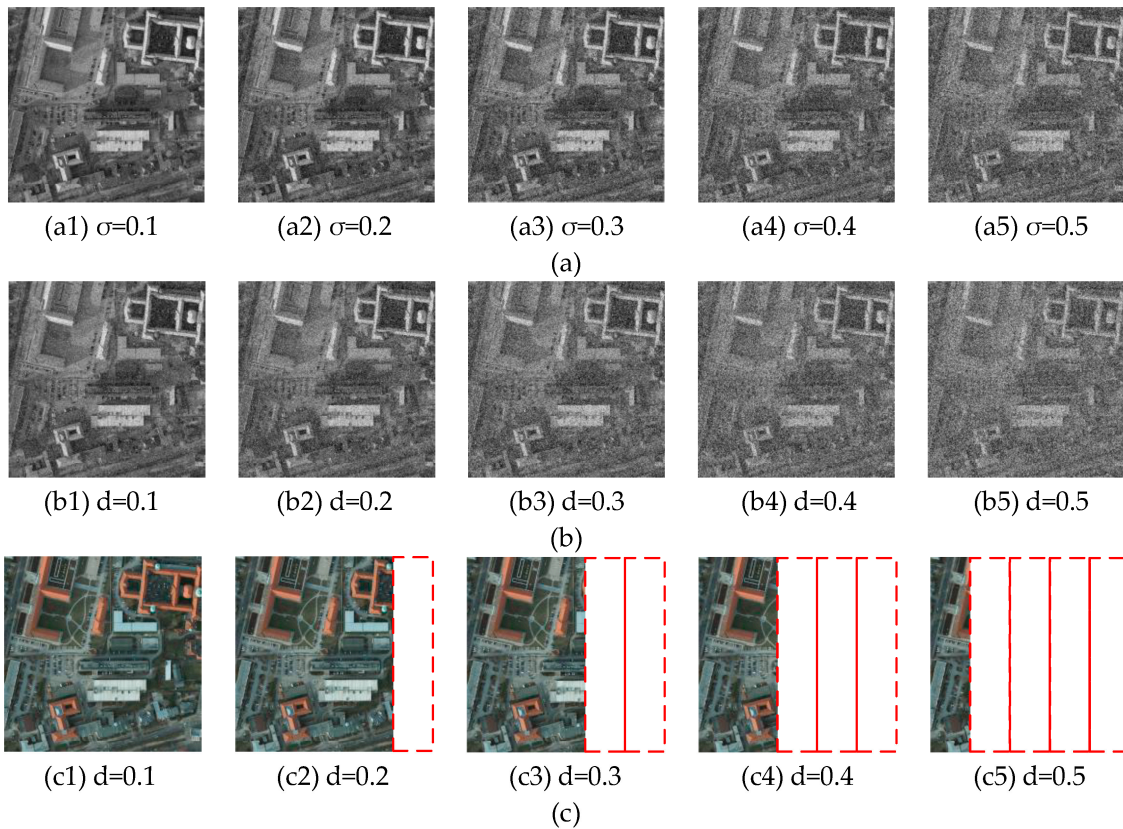 (a1) σ=0.1 (a2) σ=0.2 (a3) σ=0.3 (a4) σ=0.4 (a5) σ=0.5
(a)
(b1) d=0.1 (b2) d=0.2 (b3) d=0.3 (b4) d=0.4 (b5) d=0.5
(b)
(c1) d=0.1 (c2) d=0.2 (c3) d=0.3 (c4) d=0.4 (c5) d=0.5
(c)